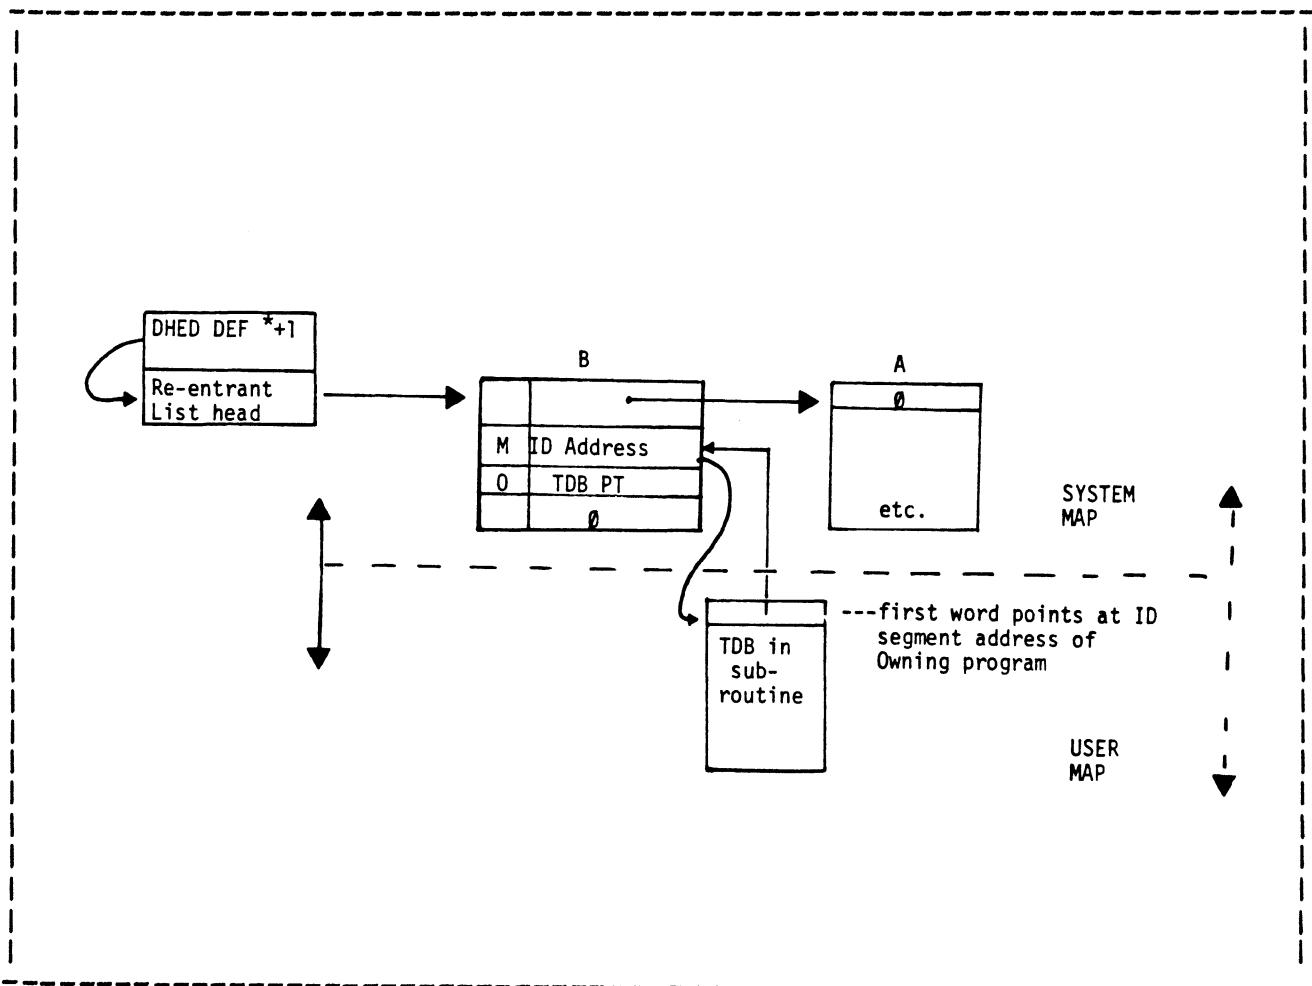 DHED DEF *+1
Re-entrant
List head
B
M ID Address
O TDB PT
Ø
A
Ø
etc.
SYSTEM
MAP
---first word points at ID
segment address of
Owning program
TDB in
sub-
routine
USER
MAP